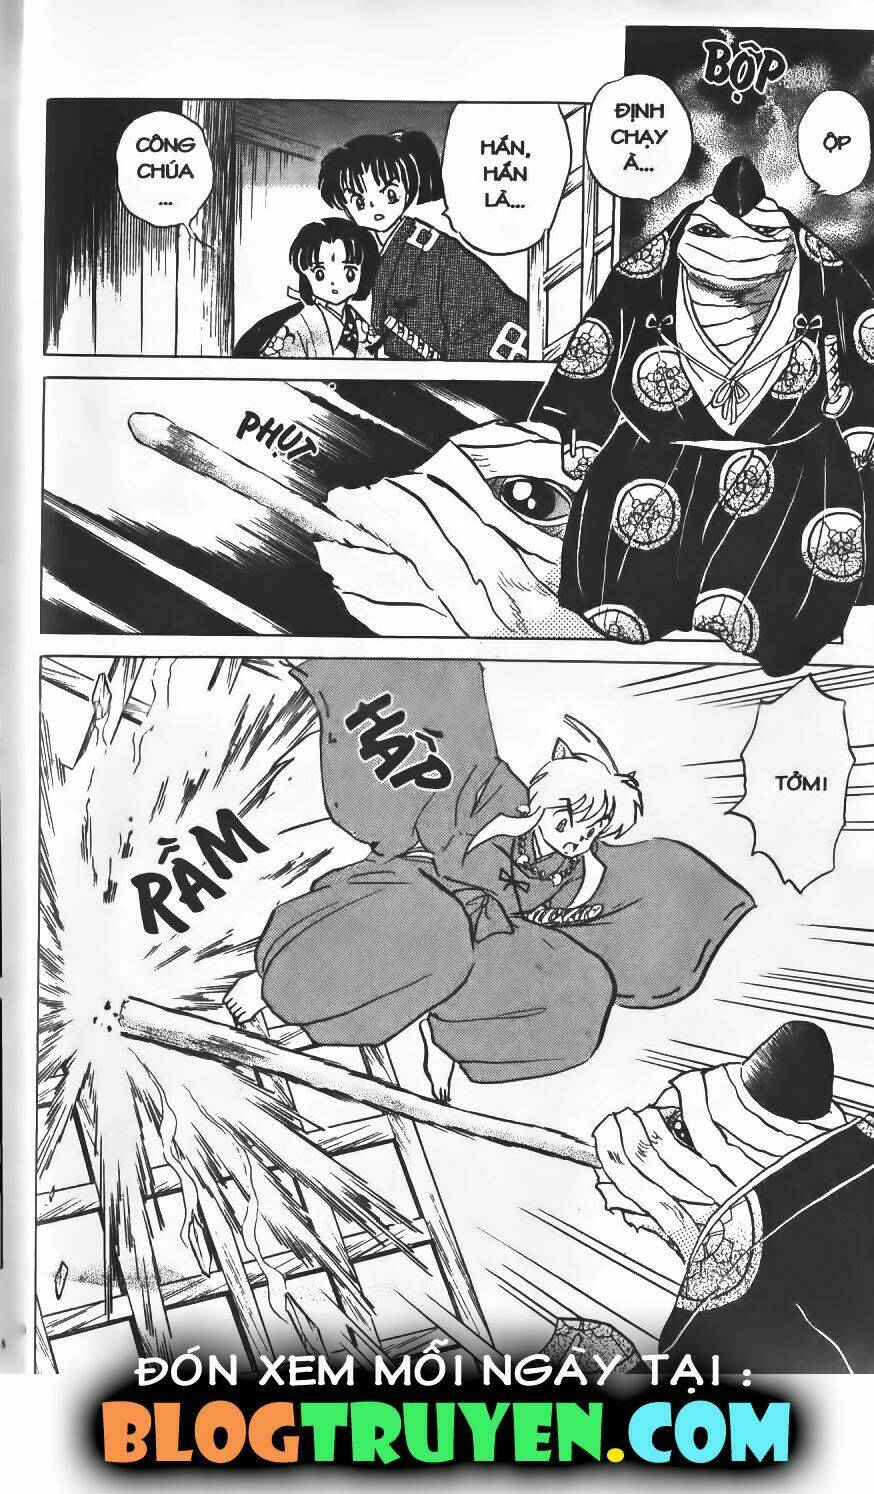 BỘP
ỘP
ĐỊNH
CHẠY
À...
HẮN,
HẮN
LÀ...
CÔNG
CHÚA
...
PHỤT
HẤP
TỞM!
RẦM
ĐÓN XEM MỖI NGÀY TẠI :
BLOGTRUYEN.COM